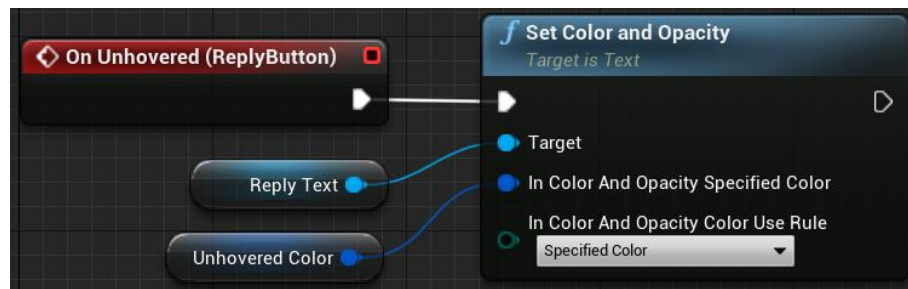 On Unhovered (ReplyButton)
Set Color and Opacity
Target is Text
Target
Reply Text
In Color And Opacity Specified Color
Unhovered Color
In Color And Opacity Color Use Rule
Specified Color